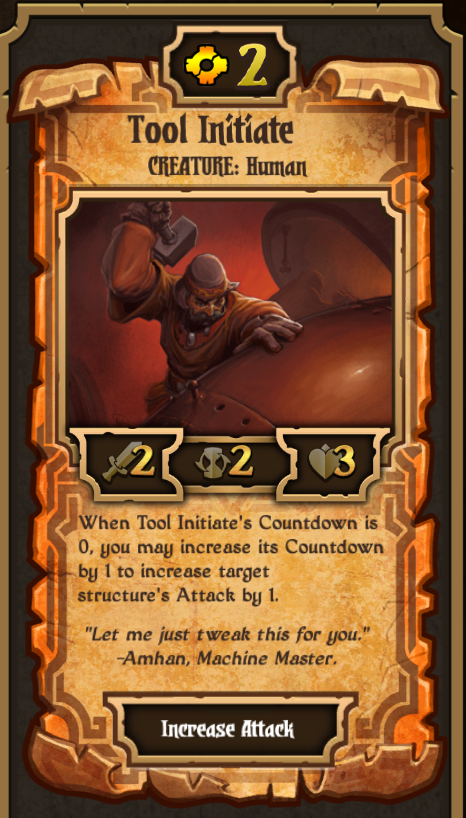 2
Tool Initiate
CREATURE: Human
2 2 3
When Tool Initiate's Countdown is
0, you may increase its Countdown
by 1 to increase target
structure's Attack by 1.
"Let me just tweak this for you."
-Amhan, Machine Master.
Increase Attack